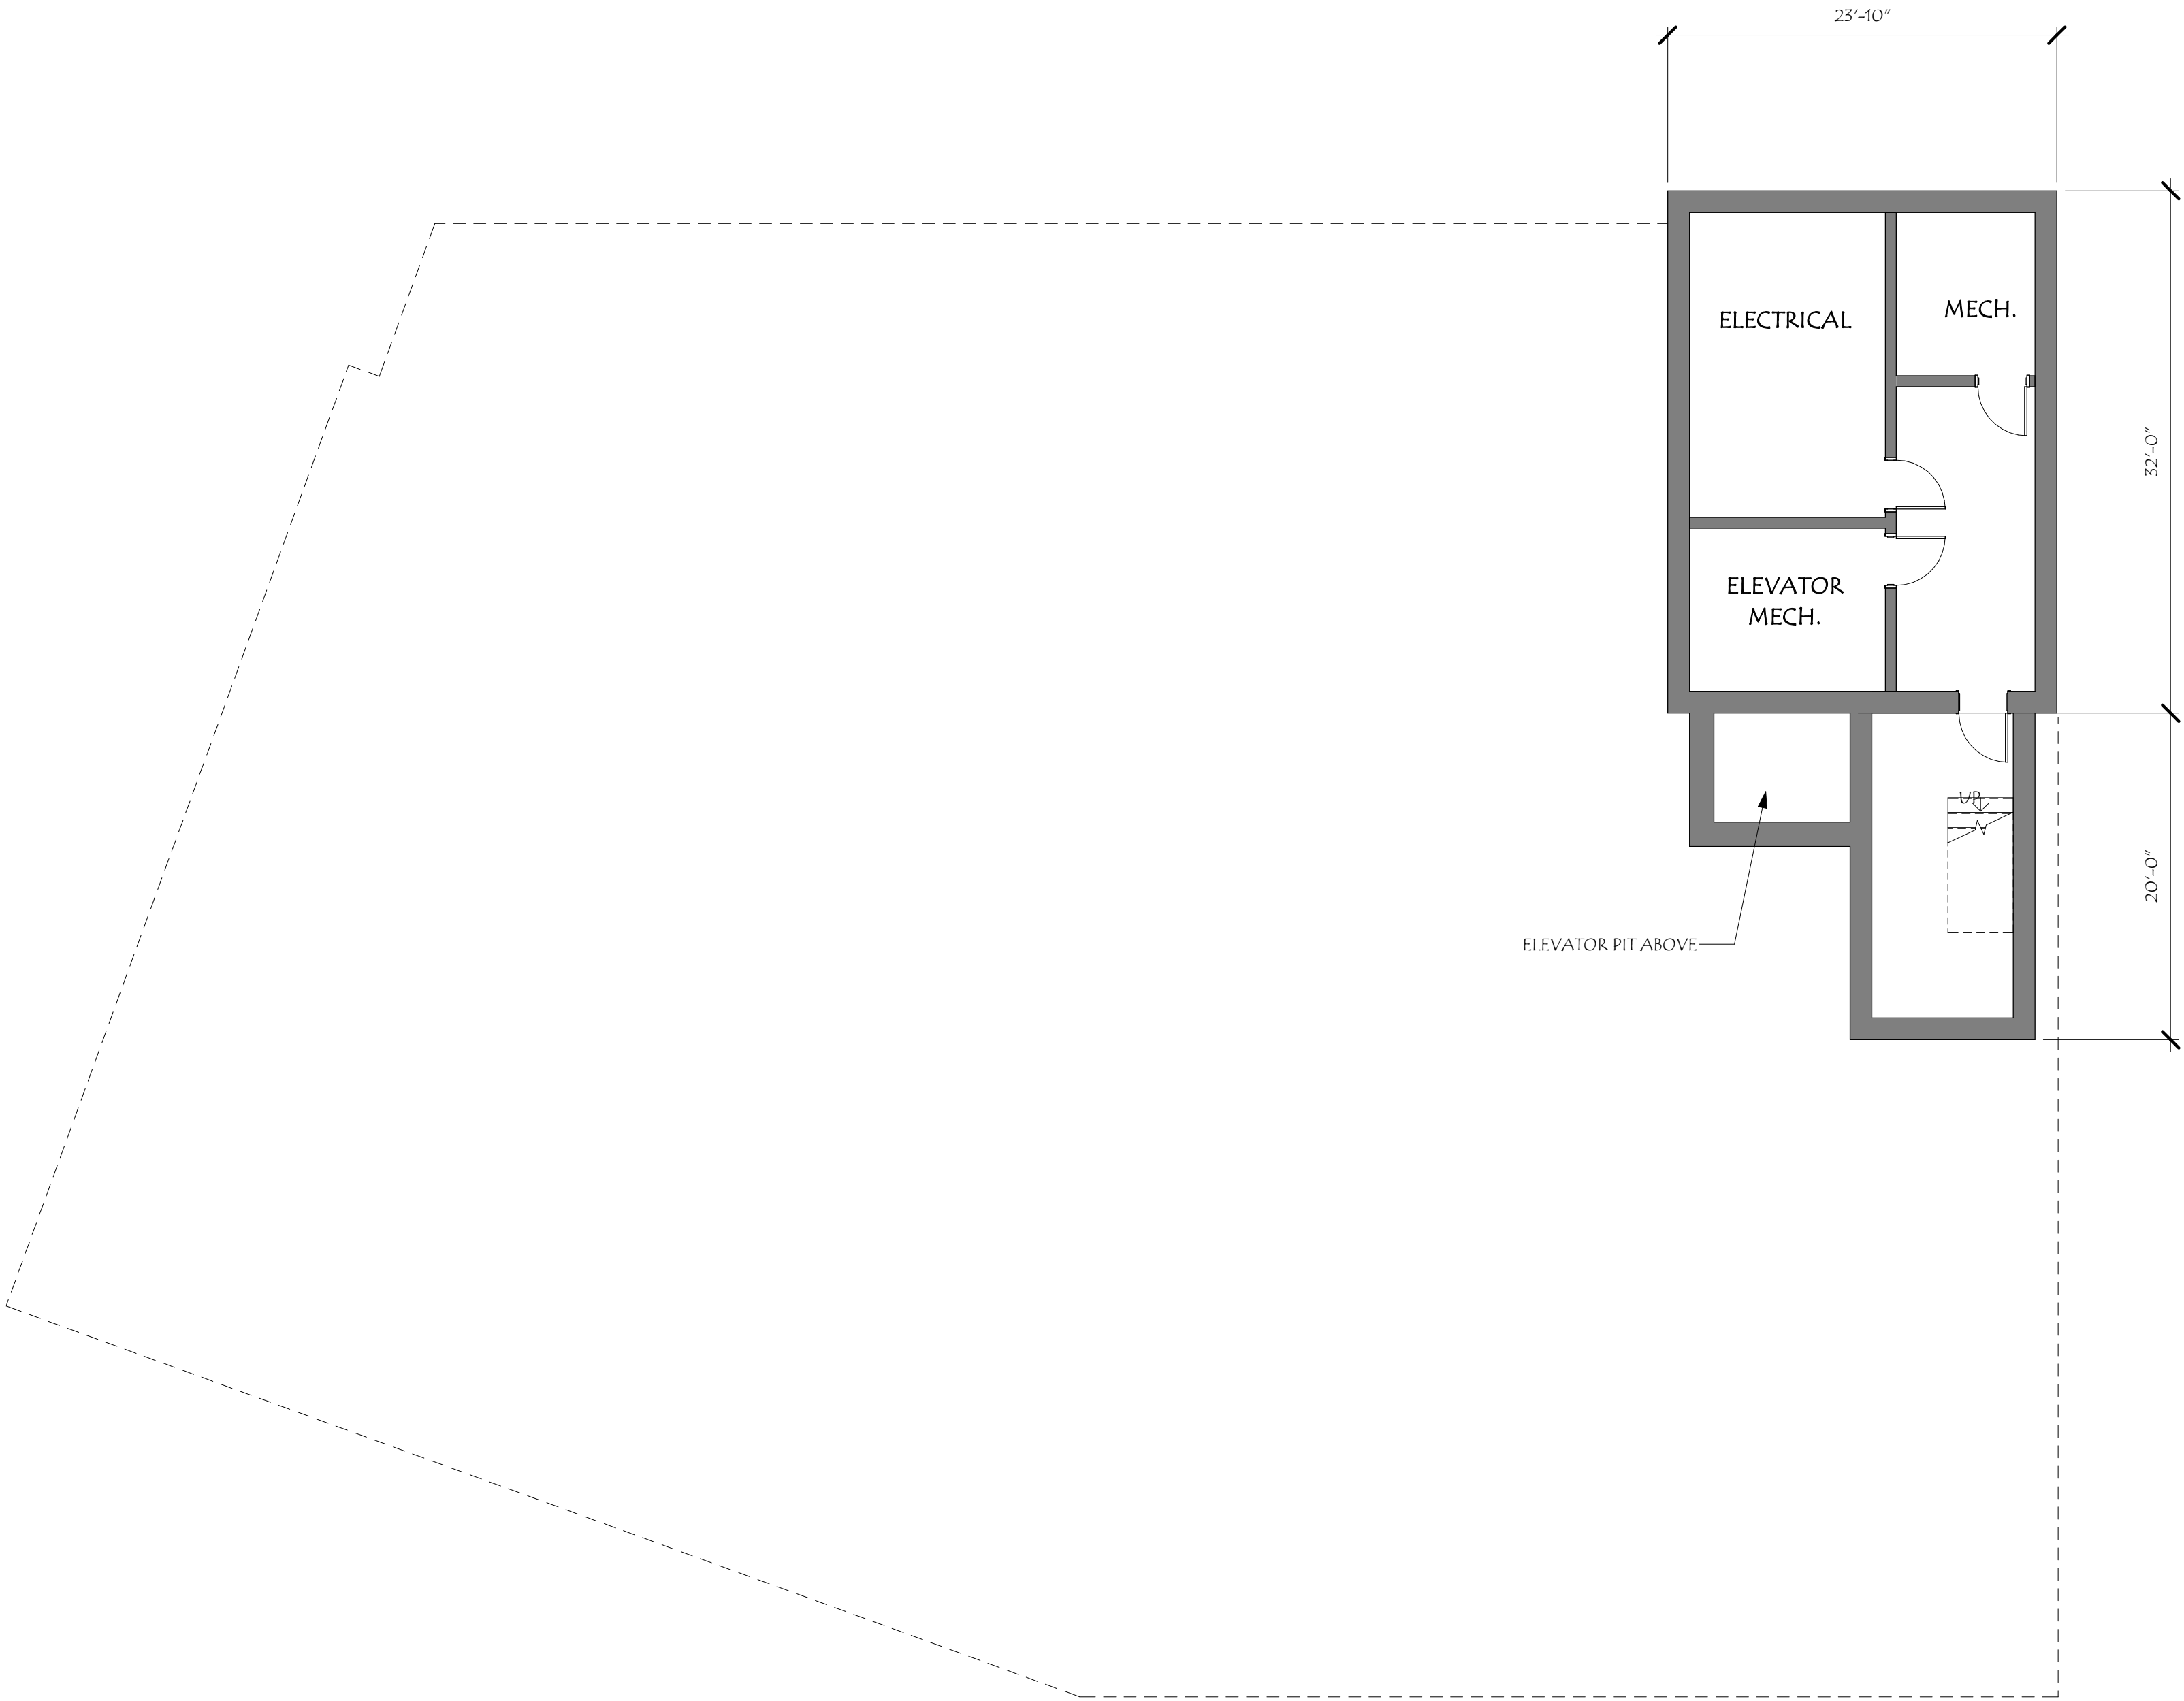 23'-10"
MECH.
ELECTRICAL
32'-0"
ELEVATOR
MECH.
UP
20'-0"
ELEVATOR PIT ABOVE